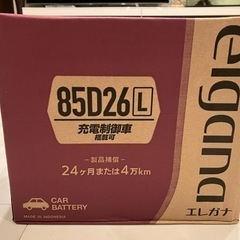 85D26 L
充電制御車
搭載可
製品補償
24ヶ月または4万km
CAR
BATTERY
MADE IN INDONESIA
elgana
エレガナ